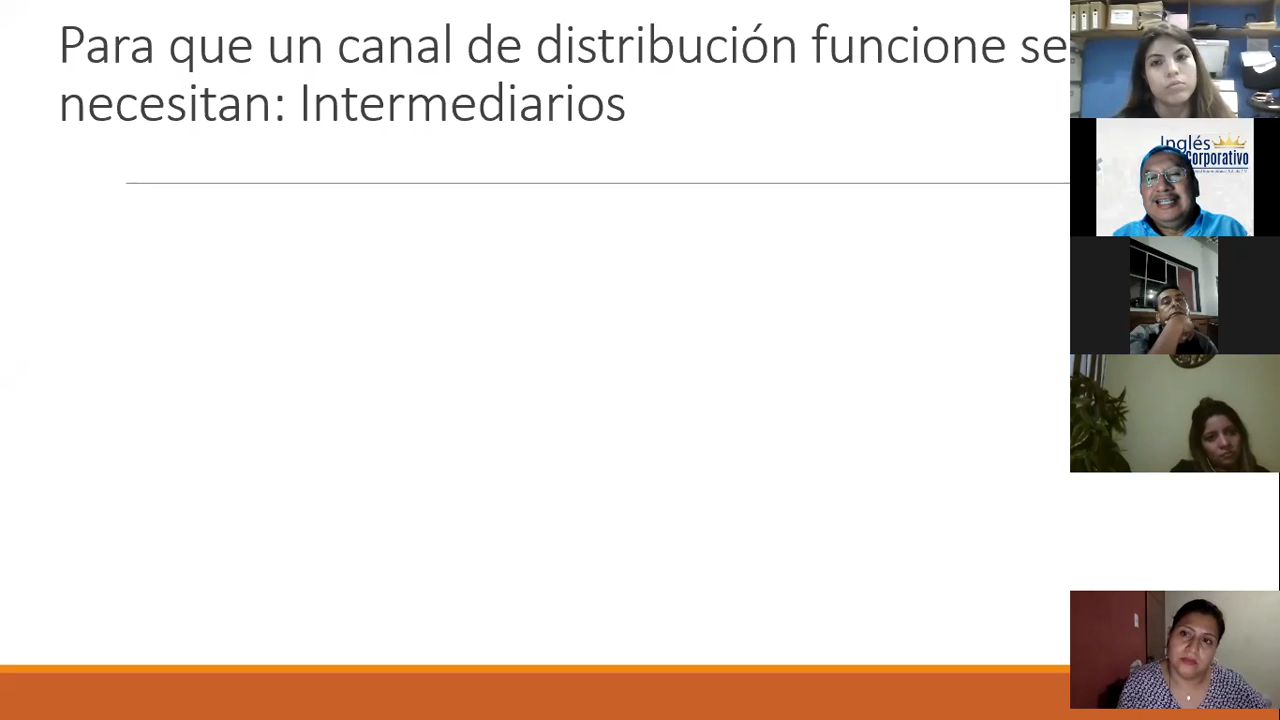 Para que un canal de distribución funcione se
necesitan: Intermediarios
Inglés
Corporativo